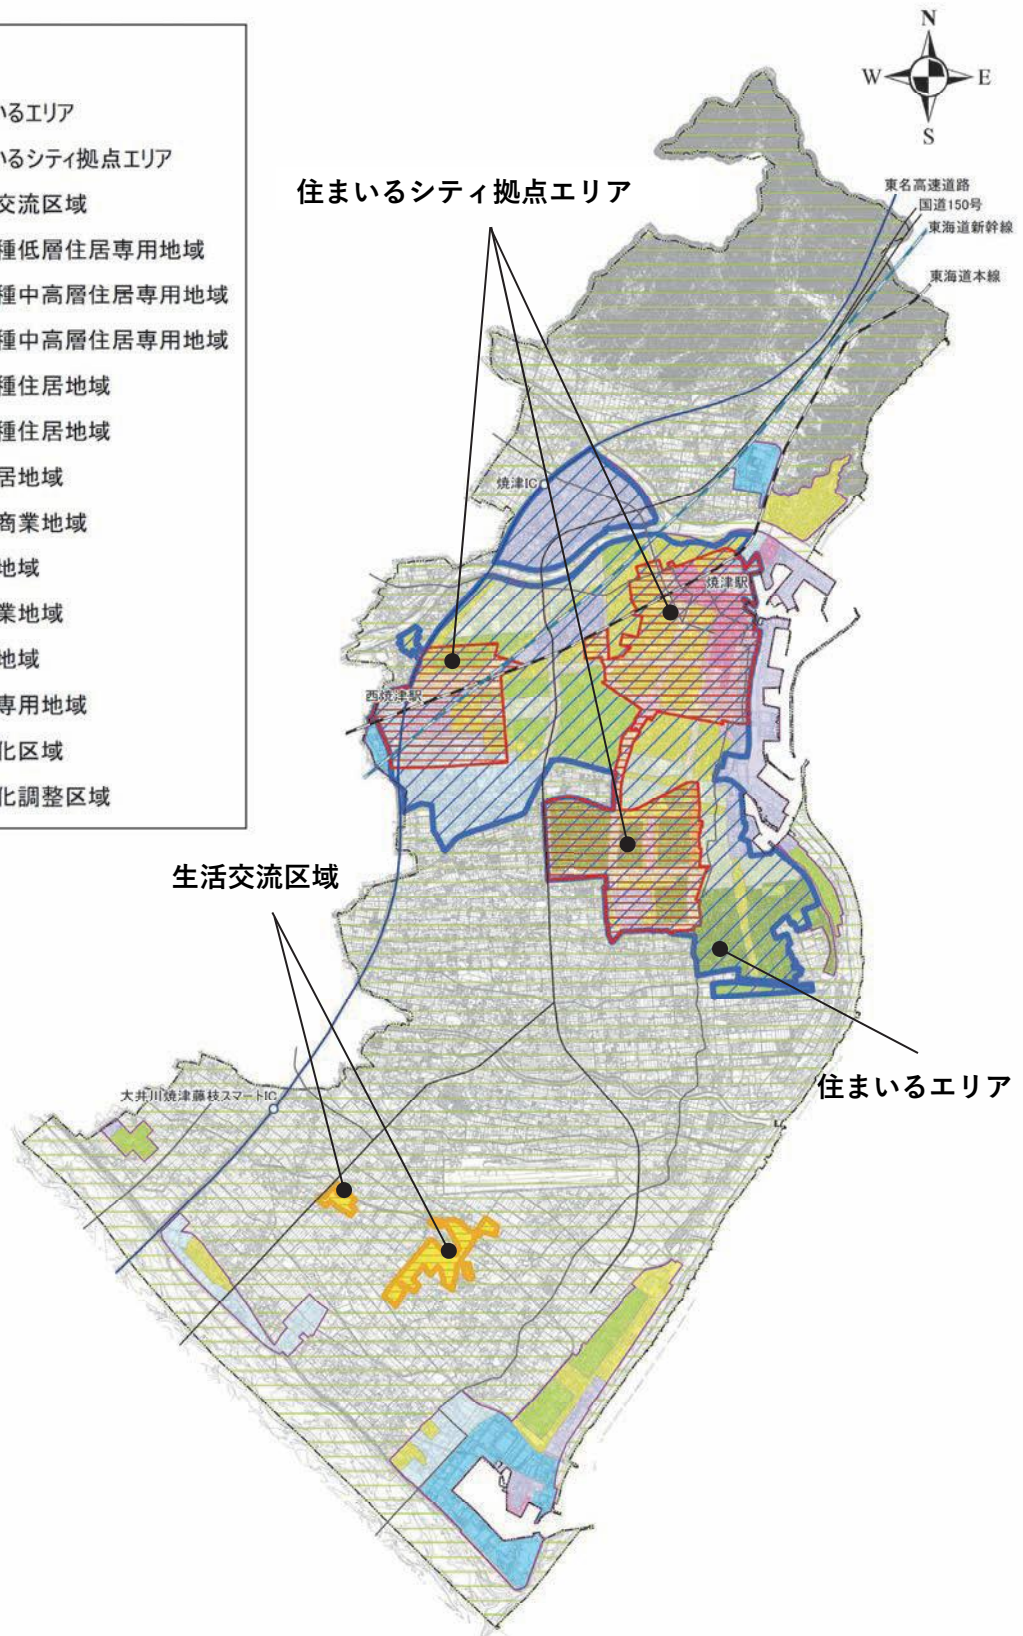 いるエリア
いるシティ拠点エリア
交流区域
種低層住居専用地域
種中高層住居専用地域
種中高層住居専用地域
種住居地域
種住居地域
居地域
商業地域
地域
業地域
地域
専用地域
化区域
化調整区域
N
W
E
S
住まいるシティ拠点エリア
東名高速道路
国道150号
東海道新幹線
東海道本線
焼津IC
焼津駅
西焼津駅
生活交流区域
住まいるエリア
大井川焼津藤枝スマートIC